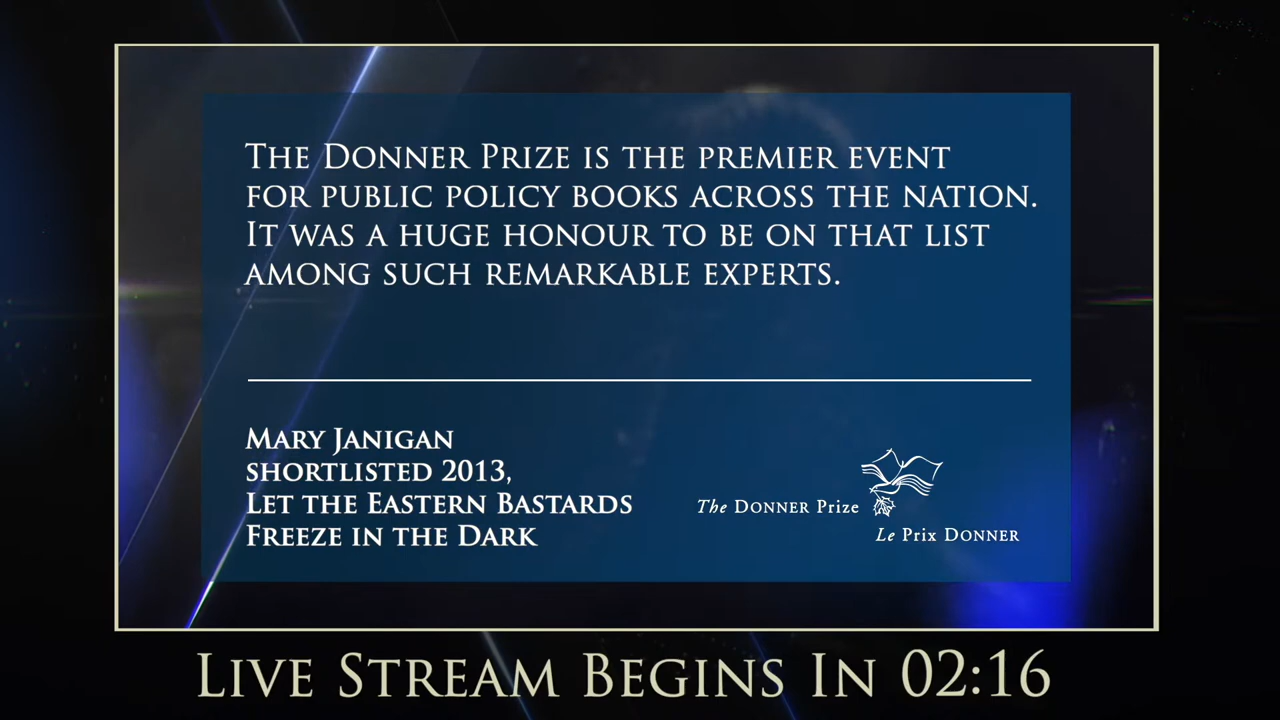 The Donner Prize is the premier event
for public policy books across the nation.
It was a huge honour to be on that list
among such remarkable experts.
Mary Janigan
shortlisted 2013,
Let the Eastern Bastards
Freeze in the Dark
The Donner Prize
Le Prix Donner
Live Stream Begins In 02:16